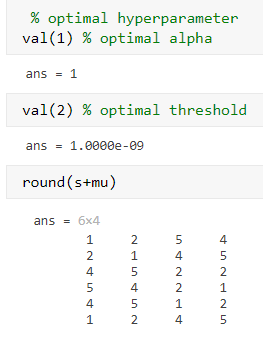 % optimal hyperparameter
val(1) % optimal alpha
ans = 1
val(2) % optimal threshold
ans = 1.0000e-09
round(s+mu)
ans = 6x4
1 2 5 4
2 1 4 5
4 5 2 2
5 4 2 1
4 5 1 2
1 2 4 5